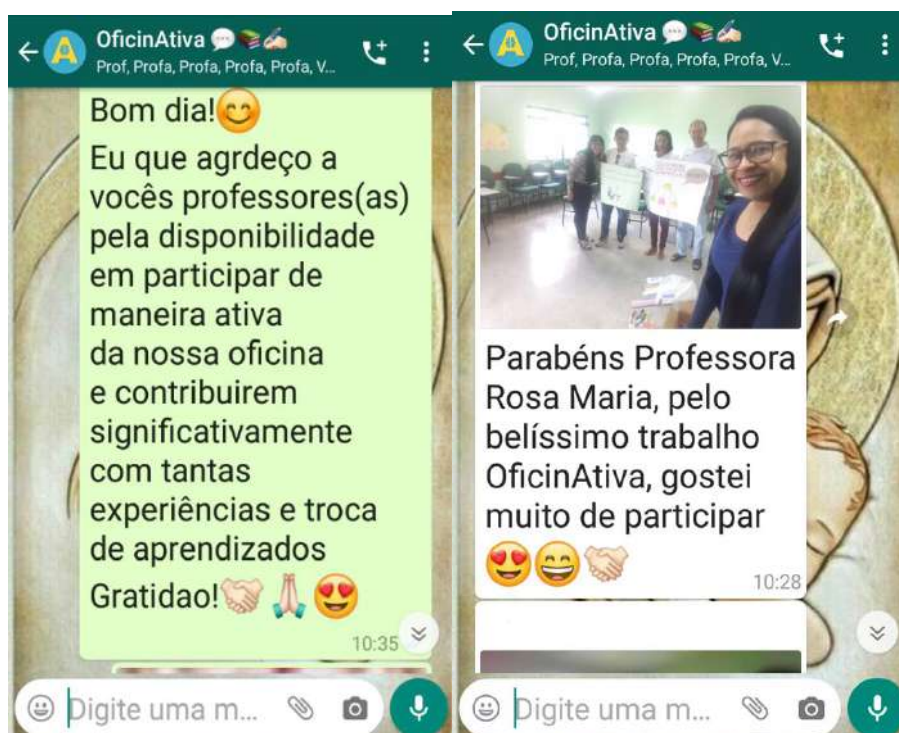 OficinAtiva 💬📚✍🏻
Prof, Profa, Profa, Profa, Profa, V...
Bom dia!😊
Eu que agrdeço a
vocês professores(as)
pela disponibilidade
em participar de
maneira ativa
da nossa oficina
e contribuirem
significativamente
com tantas
experiências e troca
de aprendizados
Gratidao!🤝🏻🙏🏻😍
10:35
Digite uma m...
OficinAtiva 💬📚✍🏻
Prof, Profa, Profa, Profa, Profa, V...
Parabéns Professora
Rosa Maria, pelo
belíssimo trabalho
OficinAtiva, gostei
muito de participar
😍😄🤝🏻
10:28
Digite uma m...